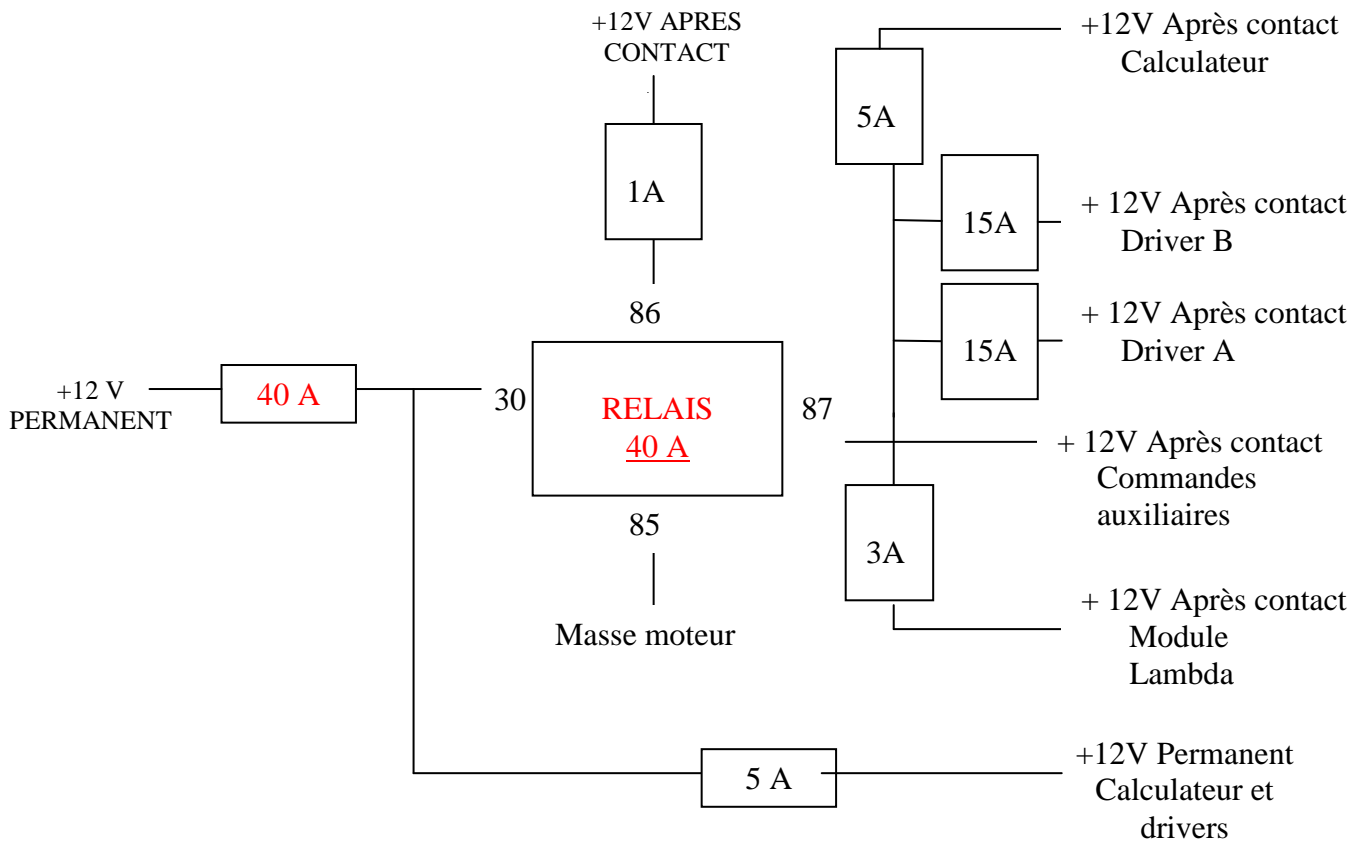 +12V APRES
CONTACT
1A
86
+12 V
PERMANENT
40 A
30
RELAIS
40 A
87
85
Masse moteur
5A
+12V Après contact
Calculateur
15A
+ 12V Après contact
Driver B
15A
+ 12V Après contact
Driver A
+ 12V Après contact
Commandes
auxiliaires
3A
+ 12V Après contact
Module
Lambda
5 A
+12V Permanent
Calculateur et
drivers